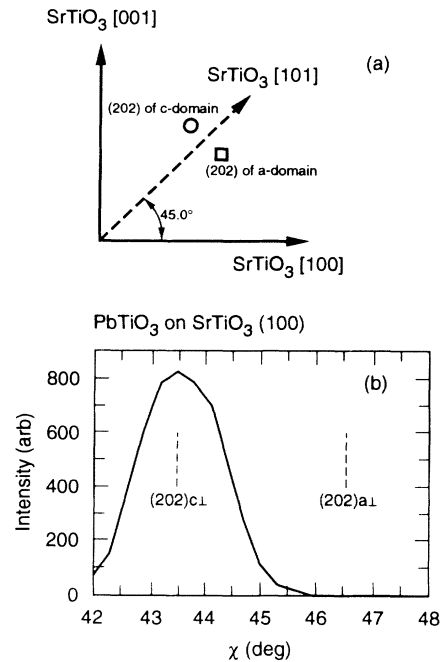 SrTiO₃ [001]
(a)
SrTiO₃ [101]
(202) of c-domain
(202) of a-domain
45.0°
SrTiO₃ [100]
PbTiO₃ on SrTiO₃ (100)
(b)
800
600
400
200
0
Intensity (arb)
(202)c⊥
(202)a⊥
42 43 44 45 46 47 48
χ (deg)